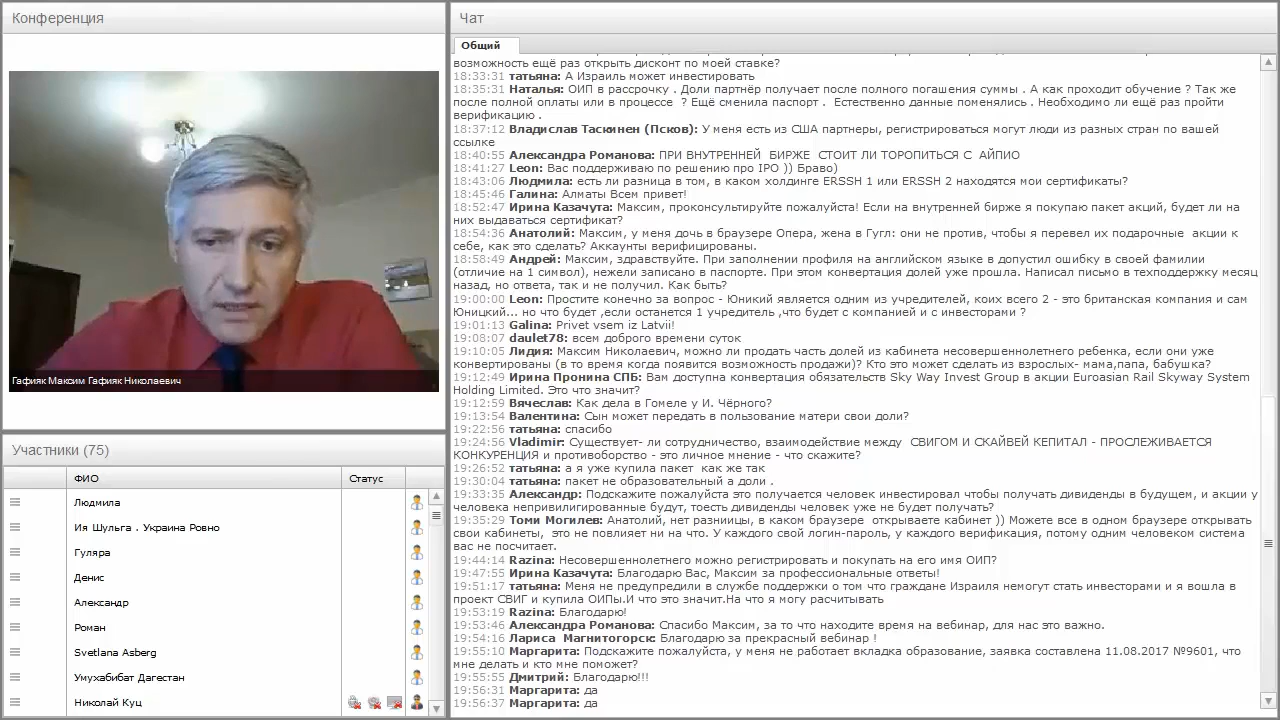 Конференция
Гафияк Максим Гафияк Николаевич
Участники (75)
ФИО Статус
Людмила
Ия Шульга . Украина Ровно
Гуляра
Денис
Александр
Роман
Svetlana Asberg
Умухабибат Дагестан
Николай Куц
Чат
Общий
возможность ещё раз открыть дисконт по моей ставке?
18:33:31 татьяна: А Израиль может инвестировать
18:35:31 Наталья: ОИП в рассрочку . Доли партнёр получает после полного погашения суммы . А как проходит обучение ? Так же
после полной оплаты или в процессе ? Ещё сменила паспорт . Естественно данные поменялись . Необходимо ли ещё раз пройти
верификацию .
18:37:12 Владислав Таскинен (Псков): У меня есть из США партнеры, регистрироваться могут люди из разных стран по вашей
ссылке
18:40:55 Александра Романова: ПРИ ВНУТРЕННЕЙ БИРЖЕ СТОИТ ЛИ ТОРОПИТЬСЯ С АЙПИО
18:41:27 Leon: Вас поддерживаю по решению про IPO )) Браво)
18:43:06 Людмила: есть ли разница в том, в каком холдинге ERSSH 1 или ERSSH 2 находятся мои сертификаты?
18:45:46 Галина: Алматы Всем привет!
18:52:47 Ирина Казачуга: Максим, проконсультируйте пожалуйста! Если на внутренней бирже я покупаю пакет акций, будет ли на
них выдаваться сертификат?
18:54:36 Анатолий: Максим, у меня дочь в браузере Опера, жена в Гугл: они не против, чтобы я перевел их подарочные акции к
себе, как это сделать? Аккаунты верифицированы.
18:58:49 Андрей: Максим, здравствуйте. При заполнении профиля на английском языке в допустил ошибку в своей фамилии
(отличие на 1 символ), нежели записано в паспорте. При этом конвертация долей уже прошла. Написал письмо в техподдержку месяц
назад, но ответа, так и не получил. Как быть?
19:00:00 Leon: Простите конечно за вопрос - Юникий является одним из учредителей, коих всего 2 - это британская компания и сам
Юницкий... но что будет ,если останется 1 учредитель ,что будет с компанией и с инвесторами ?
19:01:13 Galina: Privet vsem iz Latvii!
19:08:07 daulet78: всем доброго времени суток
19:10:05 Лидия: Максим Николаевич, можно ли продать часть долей из кабинета несовершеннолетнего ребенка, если они уже
конвертированы (в то время когда появится возможность продажи)? Кто это может сделать из взрослых- мама,папа, бабушка?
19:12:49 Ирина Пронина СПБ: Вам доступна конвертация обязательств Sky Way Invest Group в акции Euroasian Rail Skyway System
Holding Limited. Это что значит?
19:12:59 Вячеслав: Как дела в Гомеле у И. Чёрного?
19:13:54 Валентина: Сын может передать в пользование матери свои доли?
19:22:56 татьяна: спасибо
19:24:56 Vladimir: Существует- ли сотрудничество, взаимодействие между СВИГОМ И СКАЙВЕЙ КЕПИТАЛ - ПРОСЛЕЖИВАЕТСЯ
КОНКУРЕНЦИЯ и противоборство - это личное мнение - что скажите?
19:26:52 татьяна: а я уже купила пакет как же так
19:30:04 татьяна: пакет не образовательный а доли .
19:33:35 Александр: Подскажите пожалуйста это получается человек инвестировал чтобы получать дивиденды в будущем, и акции у
человека непривилигированные будут, тоесть дивиденды человек уже не будет получать?
19:35:29 Томи Могилев: Анатолий, нет разниицы, в каком браузере открываете кабинет )) Можете все в одном браузере открывать
свои кабинеты, это не повлияет ни на что. У каждого свой логин-пароль, у каждого верификация, потому одним человеком система
вас не посчитает.
19:44:14 Razina: Несовершеннолетнего можно регистрировать и покупать на его имя ОИП?
19:47:55 Ирина Казачуга: Благодарю Вас, Максим за профессиональные ответы!
19:51:17 татьяна: Меня не предупредили в службе поддержки о том что граждане Израиля немогут стать инвесторами и я вошла в
проект СВИГ и купила ОИПы.И что это значит.На что я могу расчитывать
19:53:19 Razina: Благодарю!
19:53:46 Александра Романова: Спасибо Максим, за то что находите время на вебинар, для нас это важно.
19:54:16 Лариса Магнитогорск: Благодарю за прекрасный вебинар !
19:55:10 Маргарита: Подскажите пожалуйста, у меня не работает вкладка образование, заявка составлена 11.08.2017 №9601, что
мне делать и кто мне поможет?
19:55:55 Дмитрий: Благодарю!!!
19:56:31 Маргарита: да
19:56:37 Маргарита: да